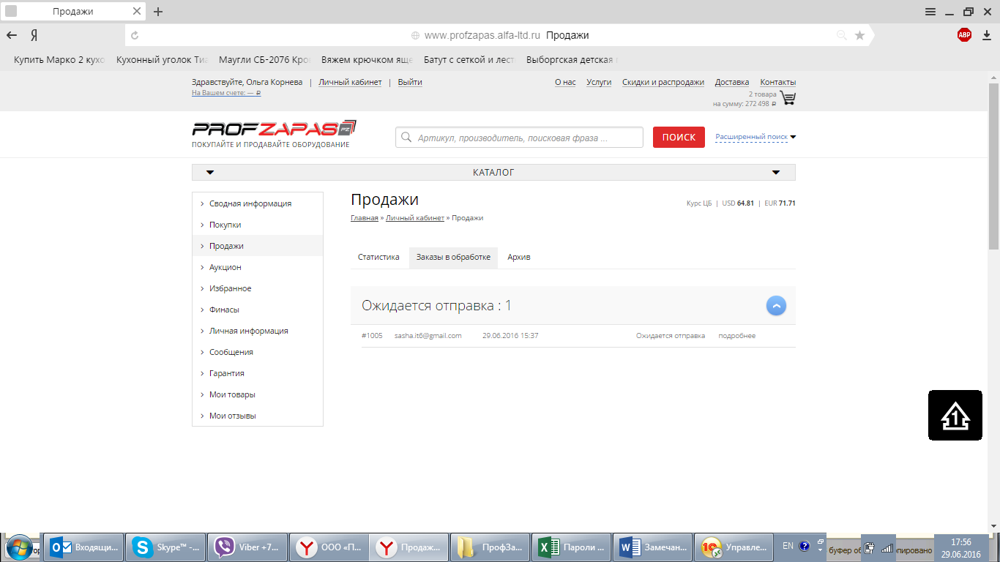 Продажи
www.profzapas.alfa-ltd.ru Продажи
ABP
Купить Марко 2 кухо Кухонный уголок Тиа Маугли СБ-2076 Кро Вяжем крючком яще Батут с сеткой и лест Выборгская детская
Здравствуйте, Ольга Корнева | Личный кабинет | Выйти
О нас Услуги Скидки и распродажи Доставка Контакты
На Вашем счете: — ₽
2 товара
на сумму: 272 498 ₽
PROFZAPAS PZ
ПОКУПАЙТЕ И ПРОДАВАЙТЕ ОБОРУДОВАНИЕ
Артикул, производитель, поисковая фраза ...
ПОИСК
Расширенный поиск
КАТАЛОГ
Сводная информация
Покупки
Продажи
Аукцион
Избранное
Финасы
Личная информация
Сообщения
Гарантия
Мои товары
Мои отзывы
Продажи
Курс ЦБ | USD 64.81 | EUR 71.71
Главная » Личный кабинет » Продажи
Статистика Заказы в обработке Архив
Ожидается отправка : 1
#1005 sasha.it6@gmail.com 29.06.2016 15:37 Ожидается отправка подробнее
1
Входящи... Skype™ -... Viber +7... ООО «П... Продаж... ПрофЗа... Пароли ... Замечан... Управле...
EN
буфер об
опировано
17:56
29.06.2016